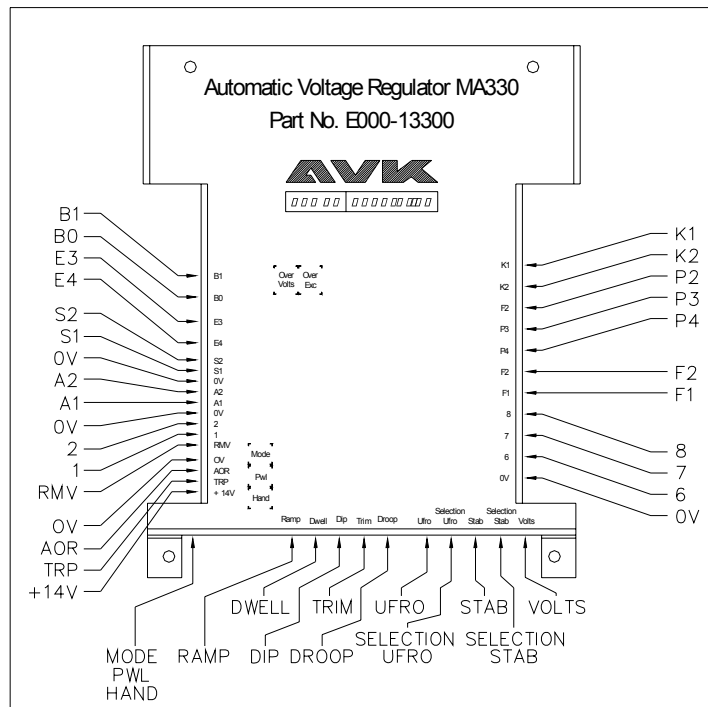 Automatic Voltage Regulator MA330
Part No. E000-13300
AVK
B1
B0
E3
E4
S2
S1
0V
A2
A1
0V
2
1
RMV
0V
AOR
TRP
+14V
B1
B0
E3
E4
S2
S1
0V
A2
A1
0V
2
1
RMV
OV
AOR
TRP
+ 14V
Over Volts
Over Exc
Mode
Pwl
Hand
K1
K2
F2
P3
P4
F2
F1
8
7
6
0V
K1
K2
P2
P3
P4
F2
F1
8
7
6
0V
Ramp
Dwell
Dip
Trim
Droop
Ufro
Selection
Ufro
Stab
Selection
Stab
Volts
DWELL
TRIM
UFRO
STAB
VOLTS
MODE
PWL
HAND
RAMP
DIP
DROOP
SELECTION
UFRO
SELECTION
STAB